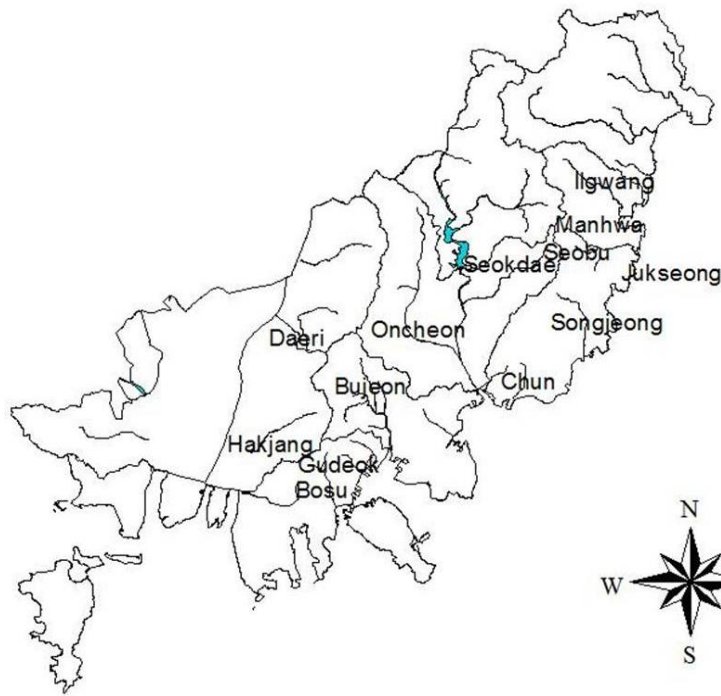 Ilgwang
Manhwa
Seobu
Seokdae
Jukseong
Songjeong
Oncheon
Daeri
Chun
Bujeon
Hakjang
Gudeok
Bosu
N
W
S